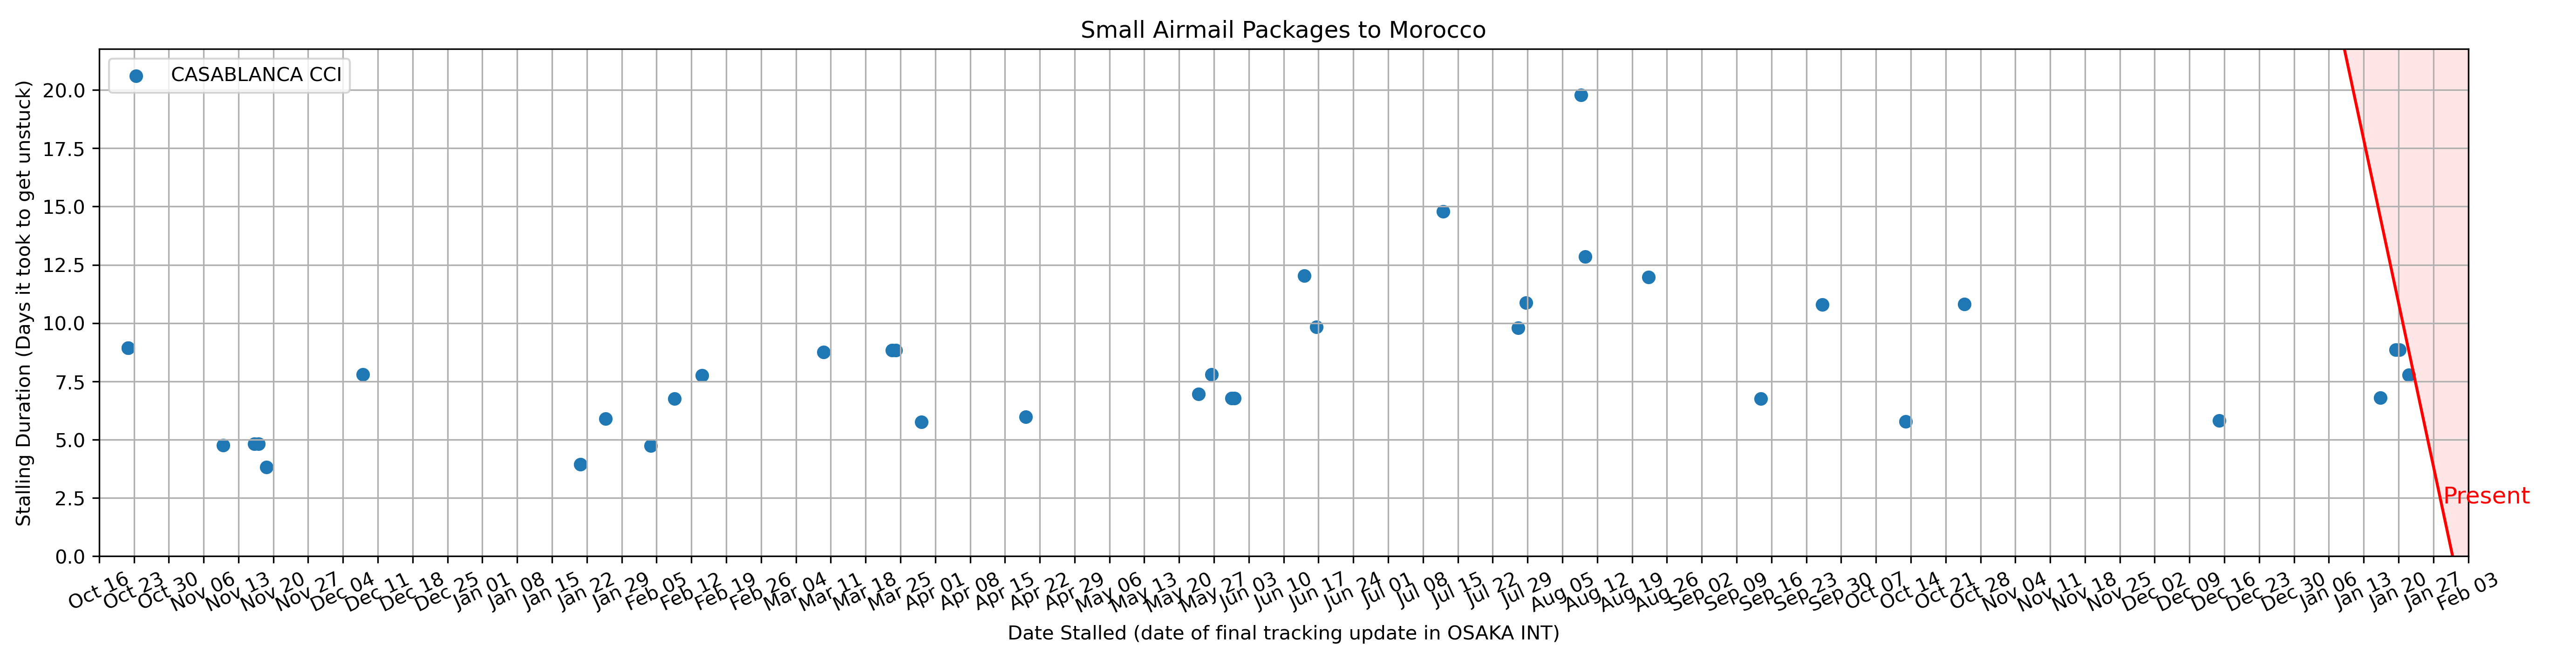 Small Airmail Packages to Morocco
CASABLANCA CCI
Stalling Duration (Days it took to get unstuck)
20.0
17.5
15.0
12.5
10.0
7.5
5.0
2.5
0.0
Present
Oct 16 Oct 23 Oct 30 Nov 06 Nov 13 Nov 20 Nov 27 Dec 04 Dec 11 Dec 18 Dec 25 Jan 01 Jan 08 Jan 15 Jan 22 Jan 29 Feb 05 Feb 12 Feb 19 Feb 26 Mar 04 Mar 11 Mar 18 Mar 25 Apr 01 Apr 08 Apr 15 Apr 22 Apr 29 May 06 May 13 May 20 May 27 Jun 03 Jun 10 Jun 17 Jun 24 Jul 01 Jul 08 Jul 15 Jul 22 Jul 29 Aug 05 Aug 12 Aug 19 Aug 26 Sep 02 Sep 09 Sep 16 Sep 23 Sep 30 Oct 07 Oct 14 Oct 21 Oct 28 Nov 04 Nov 11 Nov 18 Nov 25 Dec 02 Dec 09 Dec 16 Dec 23 Dec 30 Jan 06 Jan 13 Jan 20 Jan 27 Feb 03
Date Stalled (date of final tracking update in OSAKA INT)